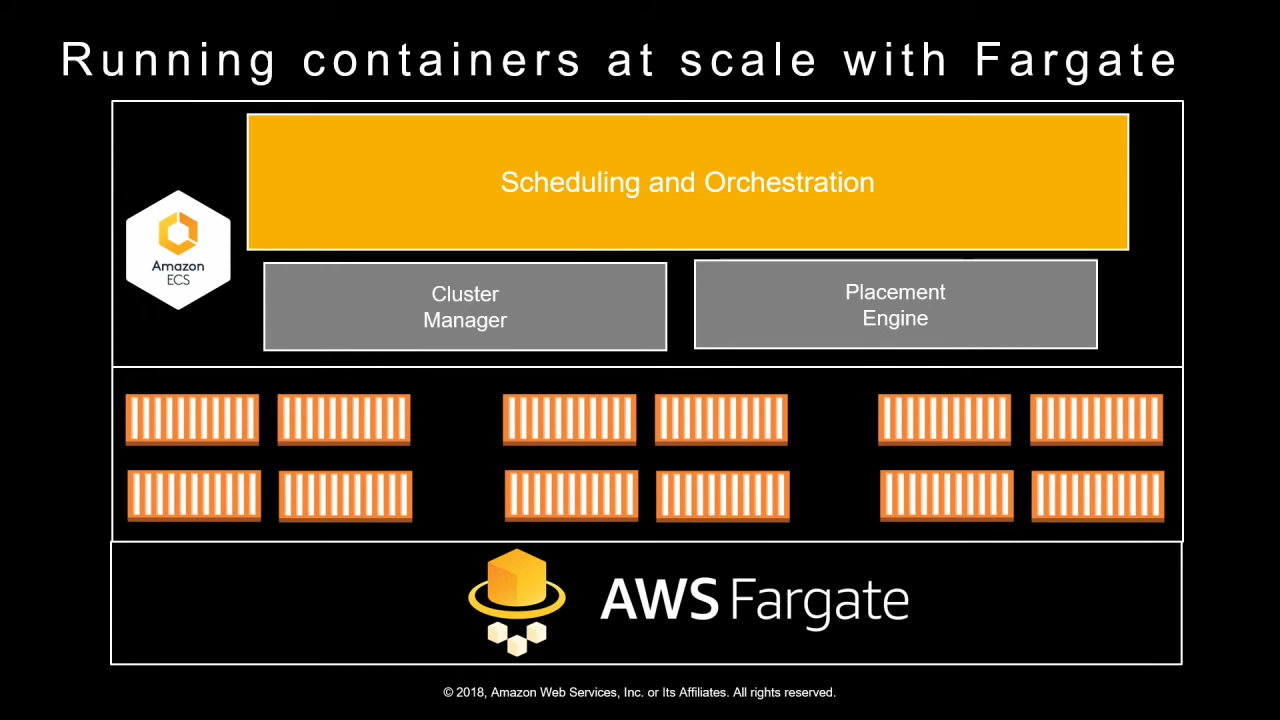 Running containers at scale with Fargate
Scheduling and Orchestration
Amazon
ECS
Cluster
Manager
Placement
Engine
AWS Fargate
© 2018, Amazon Web Services, Inc. or Its Affiliates. All rights reserved.